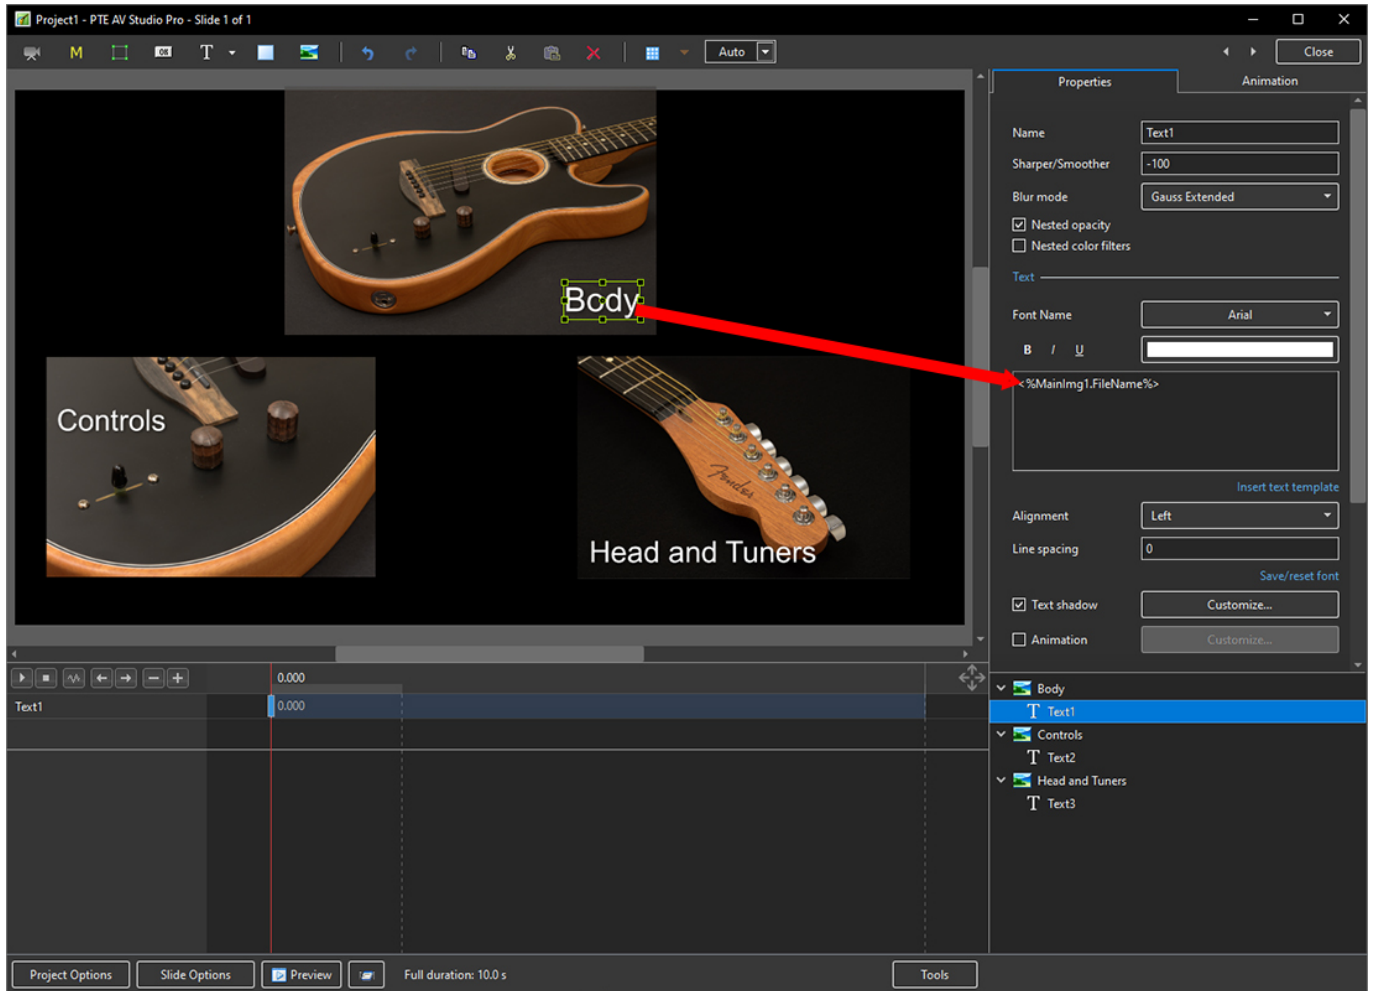 Project1 - PTE AV Studio Pro - Slide 1 of 1
M OK T Auto Close
Properties Animation
Name Text1
Sharper/Smoother -100
Blur mode Gauss Extended
Nested opacity
Nested color filters
Text
Font Name Arial
B I U
<%MainImg1.FileName%>
Insert text template
Alignment Left
Line spacing 0
Save/reset font
Text shadow Customize...
Animation Customize...
Body
Controls
Fender
Head and Tuners
0.000
Text1 0.000
Body
T Text1
Controls
T Text2
Head and Tuners
T Text3
Project Options Slide Options Preview Full duration: 10.0 s Tools